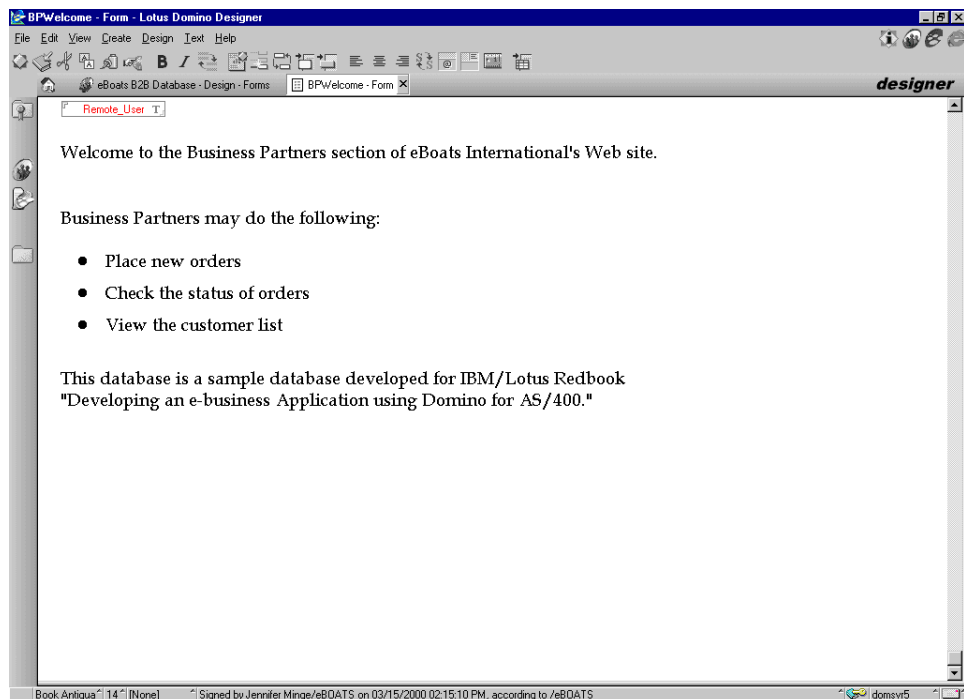 BPWelcome - Form - Lotus Domino Designer
File Edit View Create Design Text Help
eBoats B2B Database - Design - Forms BPWelcome - Form designer
Remote_User T
Welcome to the Business Partners section of eBoats International's Web site.
Business Partners may do the following:
● Place new orders
● Check the status of orders
● View the customer list
This database is a sample database developed for IBM/Lotus Redbook
"Developing an e-business Application using Domino for AS/400."
Book Antiqua 14 [None] Signed by Jennifer Minge/eBOATS on 03/15/2000 02:15:10 PM, according to /eBOATS domsvr5